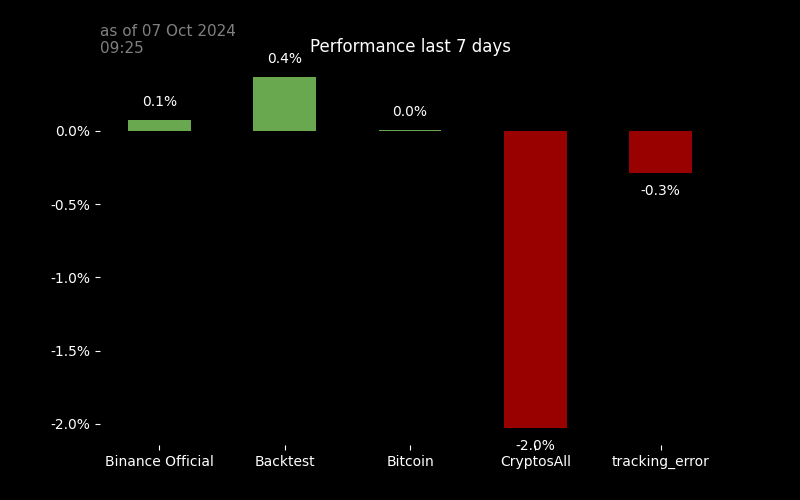 as of 07 Oct 2024
09:25
Performance last 7 days
0.4%
0.1%
0.0%
0.0%
-0.3%
-0.5%
-1.0%
-1.5%
-2.0%
-2.0%
Binance Official
Backtest
Bitcoin
CryptosAll
tracking_error